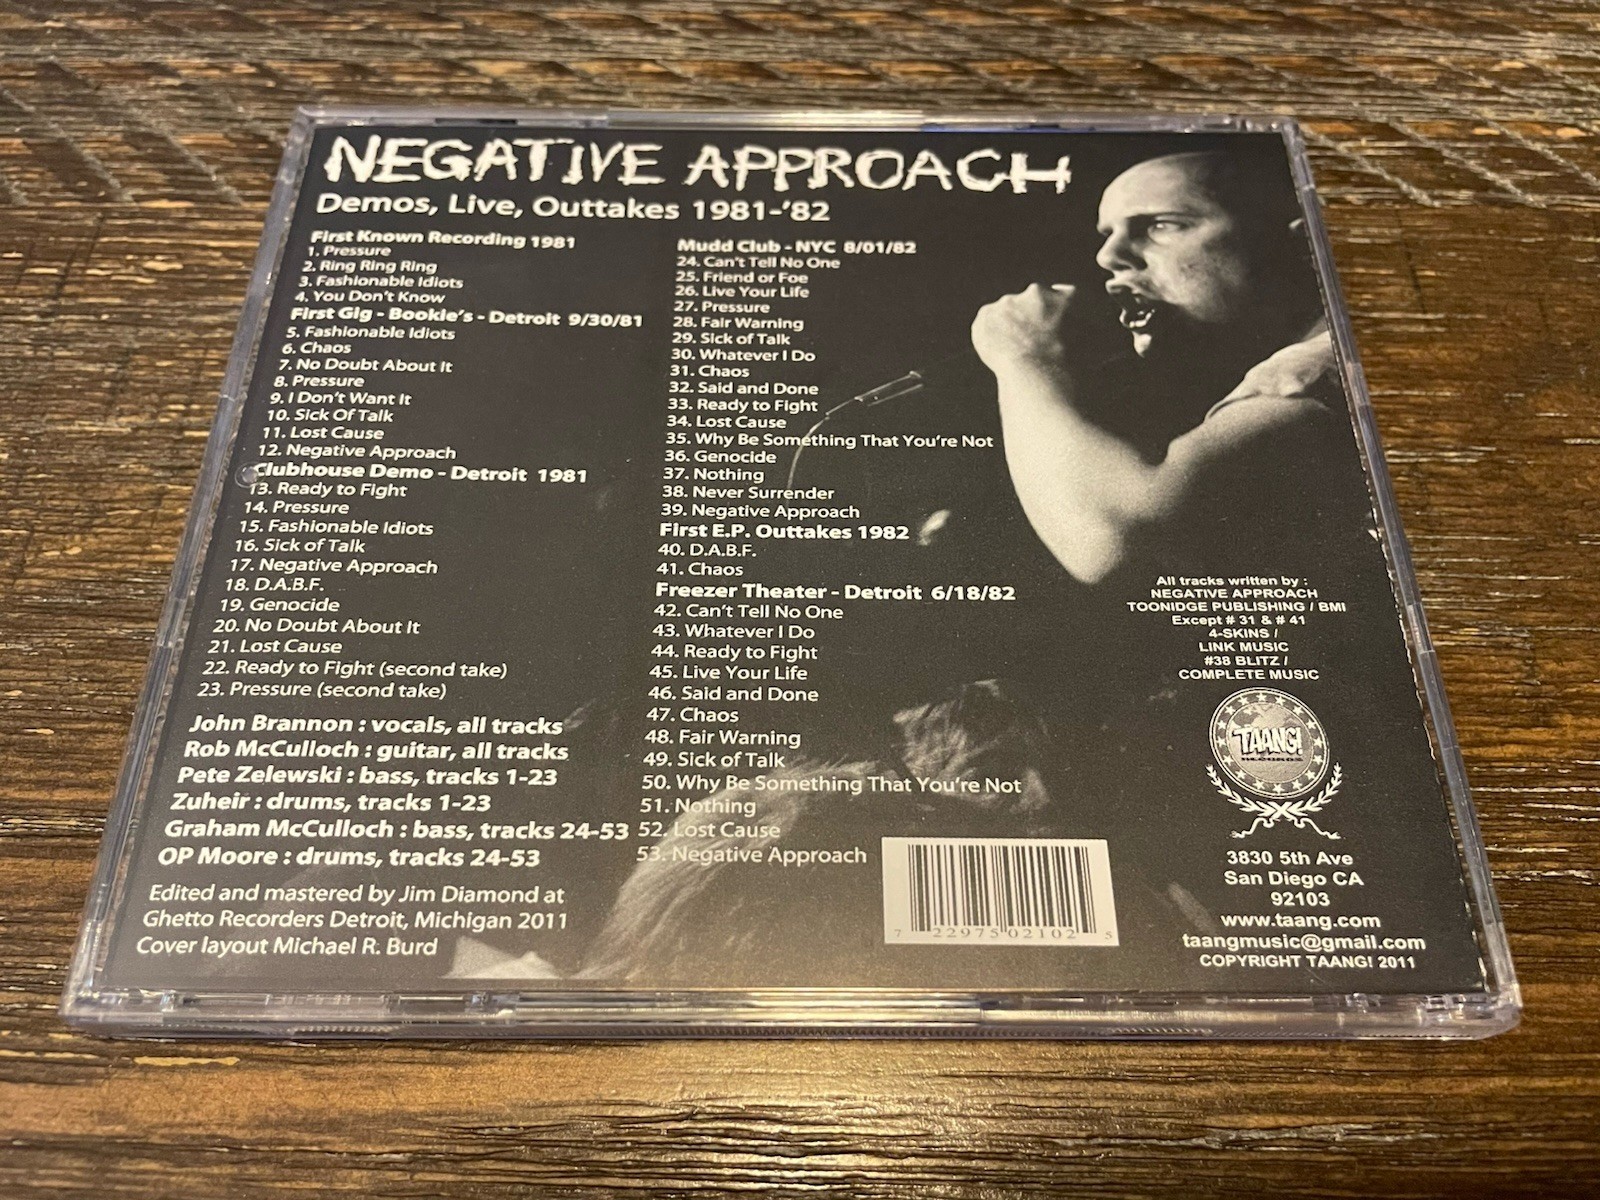 NEGATIVE APPROACH
Demos, Live, Outtakes 1981-'82
First Known Recording 1981
1. Pressure
2. Ring Ring Ring
3. Fashionable Idiots
4. You Don't Know
First Gig - Bookie's - Detroit 9/30/81
5. Fashionable Idiots
6. Chaos
7. No Doubt About It
8. Pressure
9. I Don't Want It
10. Sick Of Talk
11. Lost Cause
12. Negative Approach
Clubhouse Demo - Detroit 1981
13. Ready to Fight
14. Pressure
15. Fashionable Idiots
16. Sick of Talk
17. Negative Approach
18. D.A.B.F.
19. Genocide
20. No Doubt About It
21. Lost Cause
22. Ready to Fight (second take)
23. Pressure (second take)
John Brannon : vocals, all tracks
Rob McCulloch : guitar, all tracks
Pete Zelewski : bass, tracks 1-23
Zuheir : drums, tracks 1-23
Graham McCulloch : bass, tracks 24-53
OP Moore : drums, tracks 24-53
Edited and mastered by Jim Diamond at
Ghetto Recorders Detroit, Michigan 2011
Cover layout Michael R. Burd
Mudd Club - NYC 8/01/82
24. Can't Tell No One
25. Friend or Foe
26. Live Your Life
27. Pressure
28. Fair Warning
29. Sick of Talk
30. Whatever I Do
31. Chaos
32. Said and Done
33. Ready to Fight
34. Lost Cause
35. Why Be Something That You're Not
36. Genocide
37. Nothing
38. Never Surrender
39. Negative Approach
First E.P. Outtakes 1982
40. D.A.B.F.
41. Chaos
Freezer Theater - Detroit 6/18/82
42. Can't Tell No One
43. Whatever I Do
44. Ready to Fight
45. Live Your Life
46. Said and Done
47. Chaos
48. Fair Warning
49. Sick of Talk
50. Why Be Something That You're Not
51. Nothing
52. Lost Cause
53. Negative Approach
7 22975 02102 5
All tracks written by :
NEGATIVE APPROACH
TOONIDGE PUBLISHING / BMI
Except # 31 & # 41
4-SKINS /
LINK MUSIC
#38 BLITZ /
COMPLETE MUSIC
TAANG!
RECORDS
3830 5th Ave
San Diego CA
92103
www.taang.com
taangmusic@gmail.com
COPYRIGHT TAANG! 2011